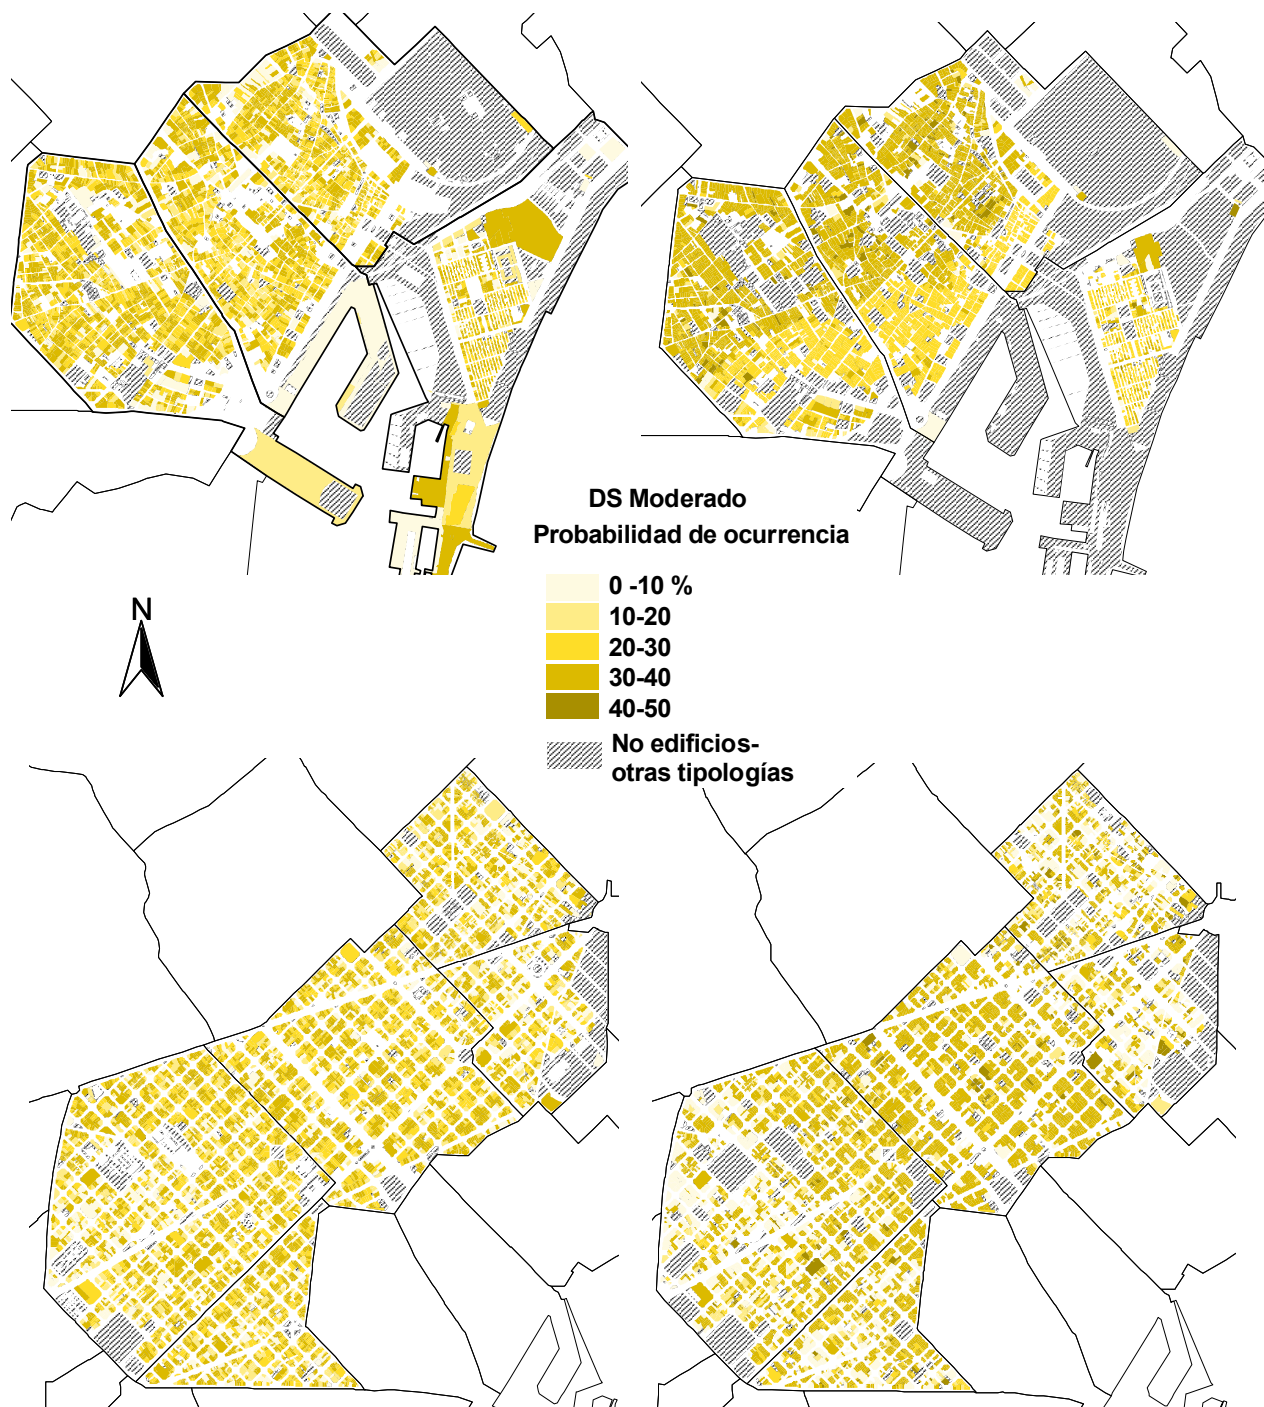 DS Moderado
Probabilidad de ocurrencia
0 -10 %
10-20
20-30
30-40
40-50
No edificios-
otras tipologías
N